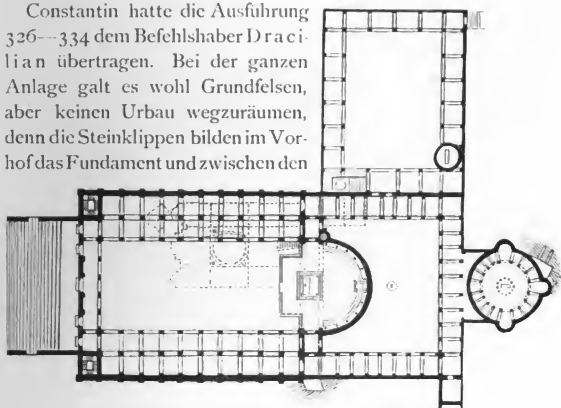 Constantin hatte die Ausführung
326—334 dem Befehlshaber Draci-
lian übertragen. Bei der ganzen
Anlage galt es wohl Grundfelsen,
aber keinen Urbau wegzuräumen,
denn die Steinklippen bilden im Vor-
hof das Fundament und zwischen den